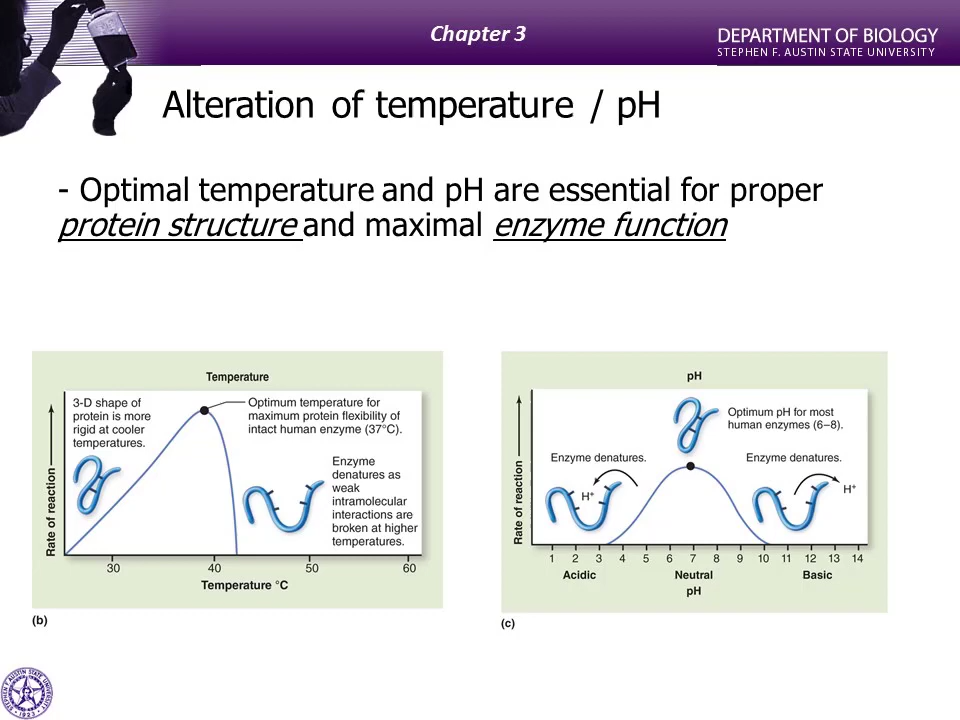 Chapter 3
DEPARTMENT OF BIOLOGY
STEPHEN F. AUSTIN STATE UNIVERSITY
Alteration of temperature / pH
- Optimal temperature and pH are essential for proper
protein structure and maximal enzyme function
Temperature
3-D shape of
protein is more
rigid at cooler
temperatures.
Optimum temperature for
maximum protein flexibility of
intact human enzyme (37°C).
Enzyme
denatures as
weak
intramolecular
interactions are
broken at higher
temperatures.
Rate of reaction
30 40 50 60
Temperature °C
(b)
pH
Optimum pH for most
human enzymes (6–8).
Enzyme denatures.
Enzyme denatures.
H+
H+
Rate of reaction
1 2 3 4 5 6 7 8 9 10 11 12 13 14
Acidic Neutral Basic
pH
(c)
STEPHEN F. AUSTIN STATE UNIVERSITY
1923